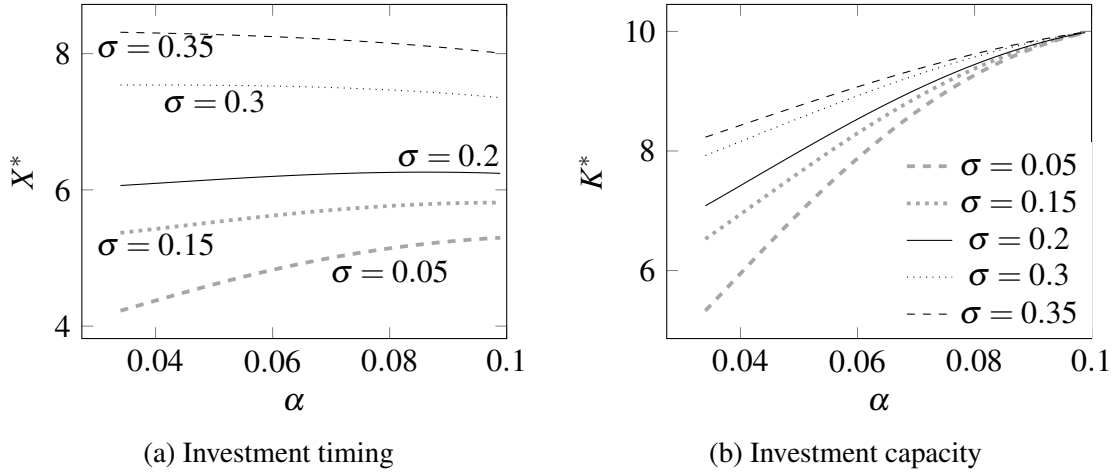 8
6
4
X*
σ = 0.35
σ = 0.3
σ = 0.2
σ = 0.15
σ = 0.05
0.04 0.06 0.08 0.1
α
(a) Investment timing
10
8
6
K*
σ = 0.05
σ = 0.15
σ = 0.2
σ = 0.3
σ = 0.35
0.04 0.06 0.08 0.1
α
(b) Investment capacity